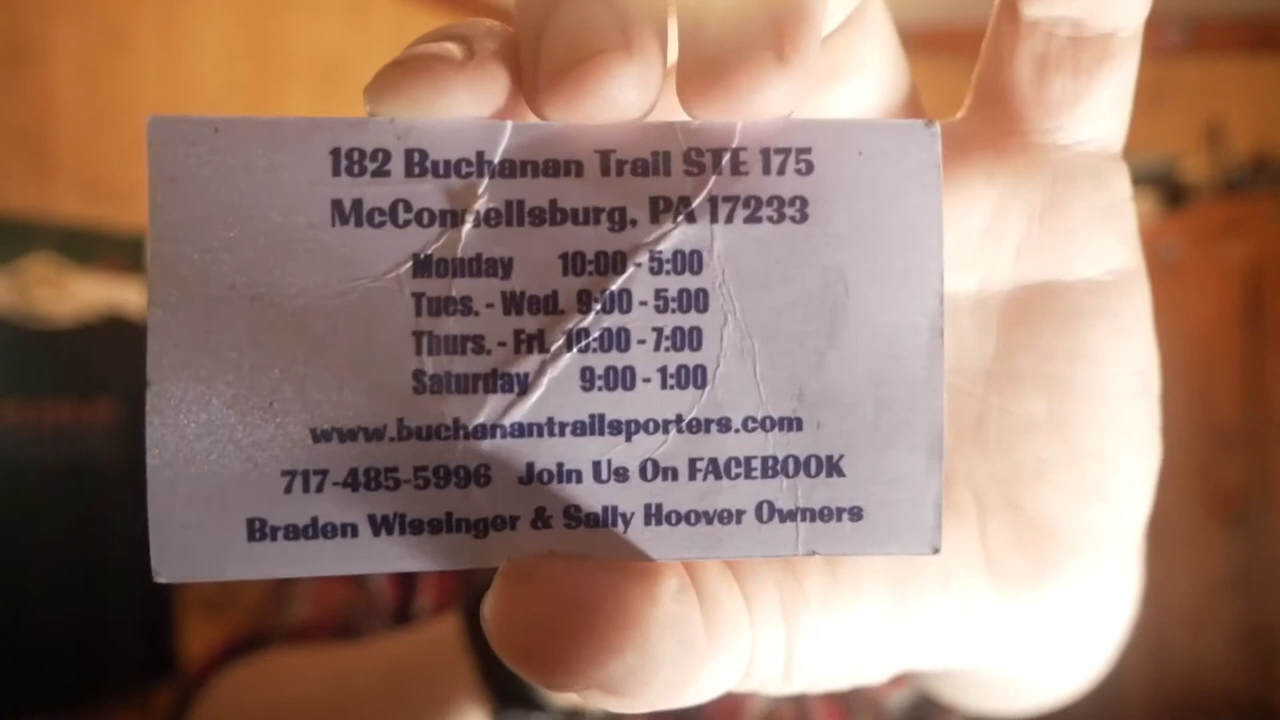 182 Buchanan Trail STE 175
McConnellsburg, PA 17233
Monday 10:00 - 5:00
Tues. - Wed. 9:00 - 5:00
Thurs. - Fri. 10:00 - 7:00
Saturday 9:00 - 1:00
www.buchanantrailsporters.com
717-485-5996 Join Us On FACEBOOK
Braden Wissinger & Sally Hoover Owners